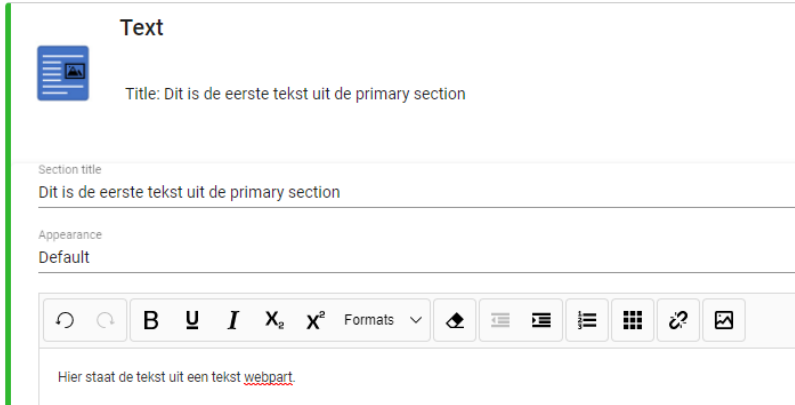 Text
Title: Dit is de eerste tekst uit de primary section
Section title
Dit is de eerste tekst uit de primary section
Appearance
Default
B U I X₂ X² Formats
Hier staat de tekst uit een tekst webpart.